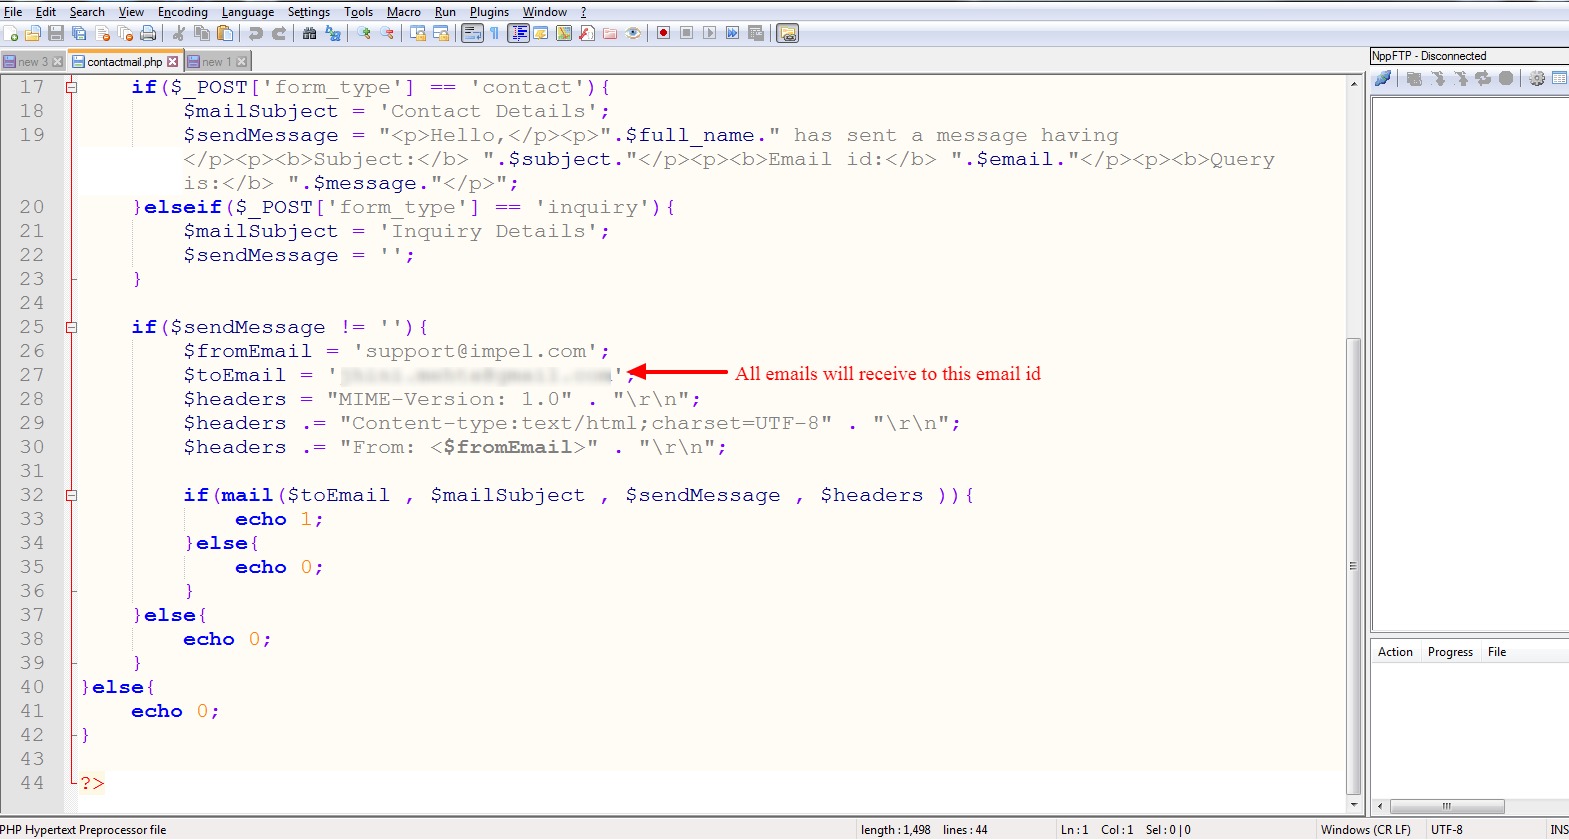 File Edit Search View Encoding Language Settings Tools Macro Run Plugins Window ?
new 3 contactmail.php new 1
NppFTP - Disconnected
17 if($_POST['form_type'] == 'contact'){
18 $mailSubject = 'Contact Details';
19 $sendMessage = "<p>Hello,</p><p>".$full_name." has sent a message having
</p><p><b>Subject:</b> ".$subject."</p><p><b>Email id:</b> ".$email."</p><p><b>Query
is:</b> ".$message."</p>";
20 }elseif($_POST['form_type'] == 'inquiry'){
21 $mailSubject = 'Inquiry Details';
22 $sendMessage = '';
23 }
24
25 if($sendMessage != ''){
26 $fromEmail = 'support@impel.com';
27 $toEmail = ' '; All emails will receive to this email id
28 $headers = "MIME-Version: 1.0" . "\r\n";
29 $headers .= "Content-type:text/html;charset=UTF-8" . "\r\n";
30 $headers .= "From: <$fromEmail>" . "\r\n";
31
32 if(mail($toEmail , $mailSubject , $sendMessage , $headers )){
33 echo 1;
34 }else{
35 echo 0;
36 }
37 }else{
38 echo 0;
39 }
40 }else{
41 echo 0;
42 }
43
44 ?>
Action Progress File
PHP Hypertext Preprocessor file length : 1,498 lines : 44 Ln : 1 Col : 1 Sel : 0 | 0 Windows (CR LF) UTF-8 INS